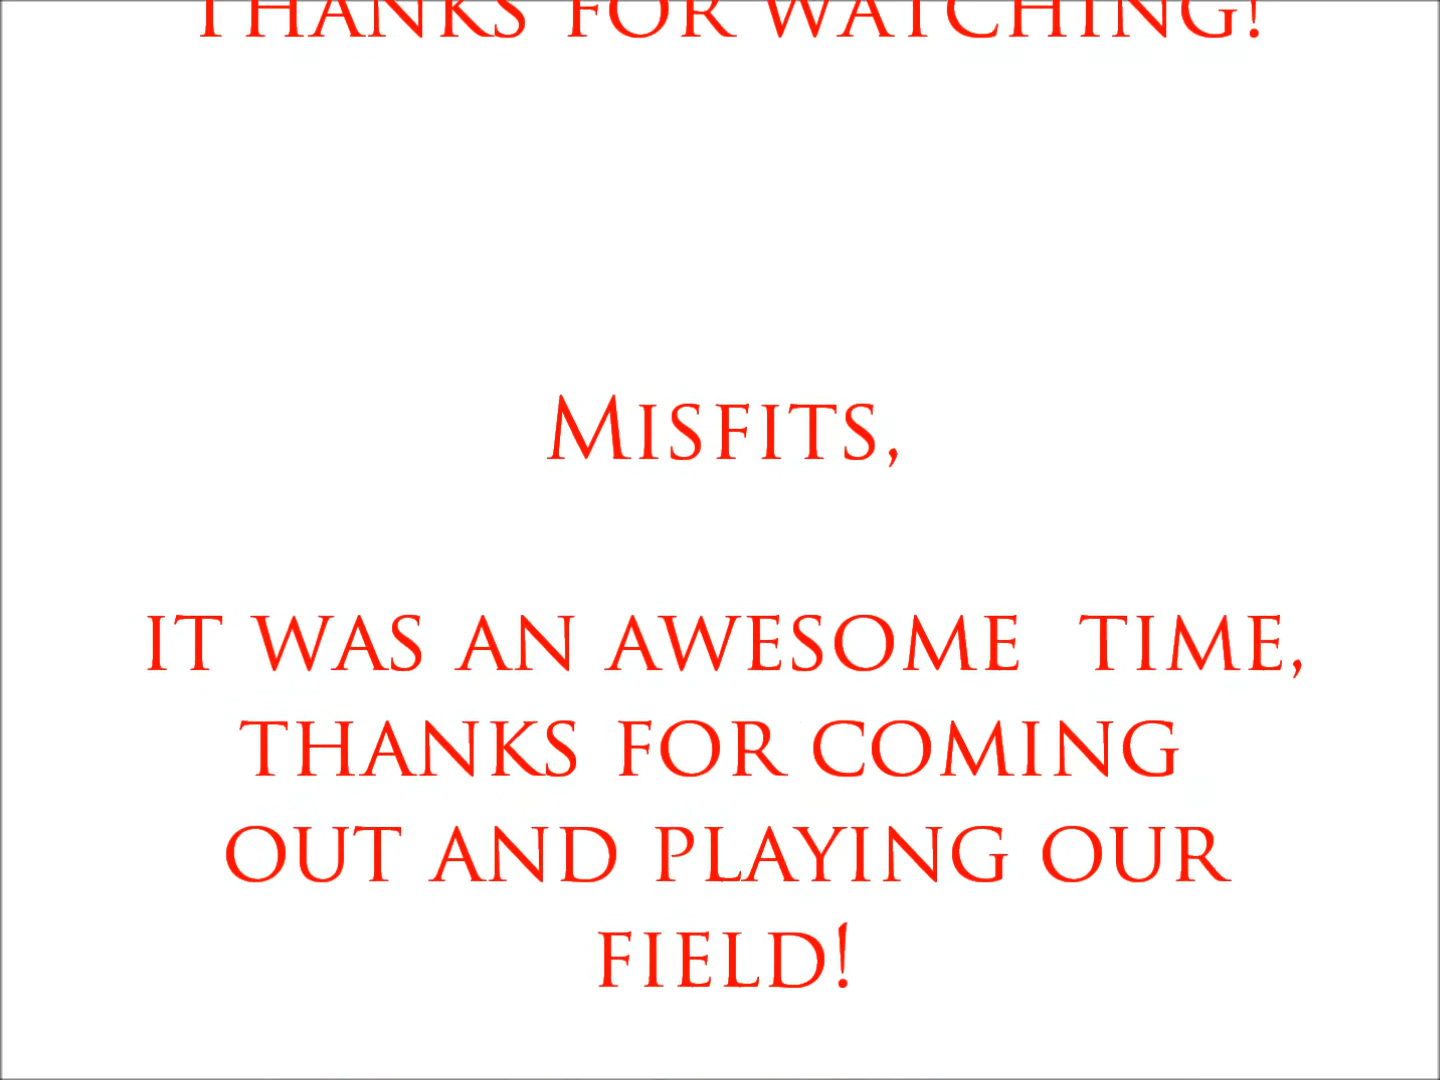 THANKS FOR WATCHING!
MISFITS,
IT WAS AN AWESOME TIME,
THANKS FOR COMING
OUT AND PLAYING OUR
FIELD!